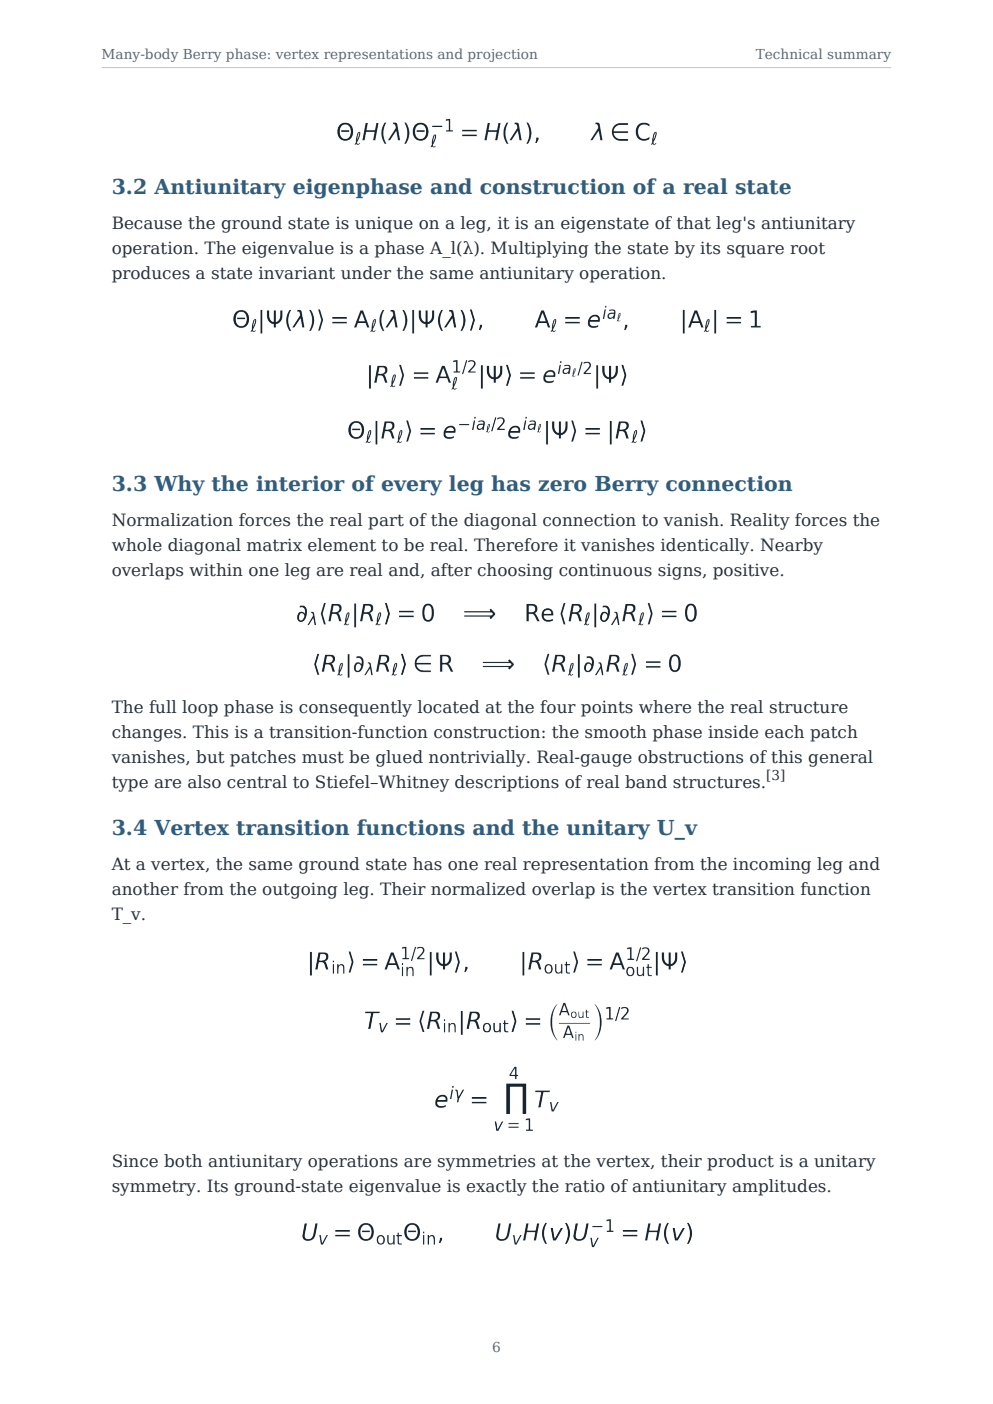 Many-body Berry phase: vertex representations and projection Technical summary
Θ_ℓ H(λ)Θ_ℓ^{−1} = H(λ), λ ∈ C_ℓ
3.2 Antiunitary eigenphase and construction of a real state
Because the ground state is unique on a leg, it is an eigenstate of that leg's antiunitary
operation. The eigenvalue is a phase A_l(λ). Multiplying the state by its square root
produces a state invariant under the same antiunitary operation.
Θ_ℓ|Ψ(λ)⟩ = A_ℓ(λ)|Ψ(λ)⟩, A_ℓ = e^{ia_ℓ}, |A_ℓ| = 1
|R_ℓ⟩ = A_ℓ^{1/2}|Ψ⟩ = e^{ia_ℓ/2}|Ψ⟩
Θ_ℓ|R_ℓ⟩ = e^{−ia_ℓ/2}e^{ia_ℓ}|Ψ⟩ = |R_ℓ⟩
3.3 Why the interior of every leg has zero Berry connection
Normalization forces the real part of the diagonal connection to vanish. Reality forces the
whole diagonal matrix element to be real. Therefore it vanishes identically. Nearby
overlaps within one leg are real and, after choosing continuous signs, positive.
∂_λ⟨R_ℓ|R_ℓ⟩ = 0 ⟹ Re ⟨R_ℓ|∂_λR_ℓ⟩ = 0
⟨R_ℓ|∂_λR_ℓ⟩ ∈ R ⟹ ⟨R_ℓ|∂_λR_ℓ⟩ = 0
The full loop phase is consequently located at the four points where the real structure
changes. This is a transition-function construction: the smooth phase inside each patch
vanishes, but patches must be glued nontrivially. Real-gauge obstructions of this general
type are also central to Stiefel–Whitney descriptions of real band structures.[3]
3.4 Vertex transition functions and the unitary U_v
At a vertex, the same ground state has one real representation from the incoming leg and
another from the outgoing leg. Their normalized overlap is the vertex transition function
T_v.
|R_in⟩ = A_in^{1/2}|Ψ⟩, |R_out⟩ = A_out^{1/2}|Ψ⟩
T_v = ⟨R_in|R_out⟩ = (A_out/A_in)^{1/2}
e^{iγ} = ∏_{v=1}^{4} T_v
Since both antiunitary operations are symmetries at the vertex, their product is a unitary
symmetry. Its ground-state eigenvalue is exactly the ratio of antiunitary amplitudes.
U_v = Θ_out Θ_in, U_v H(v)U_v^{−1} = H(v)
6